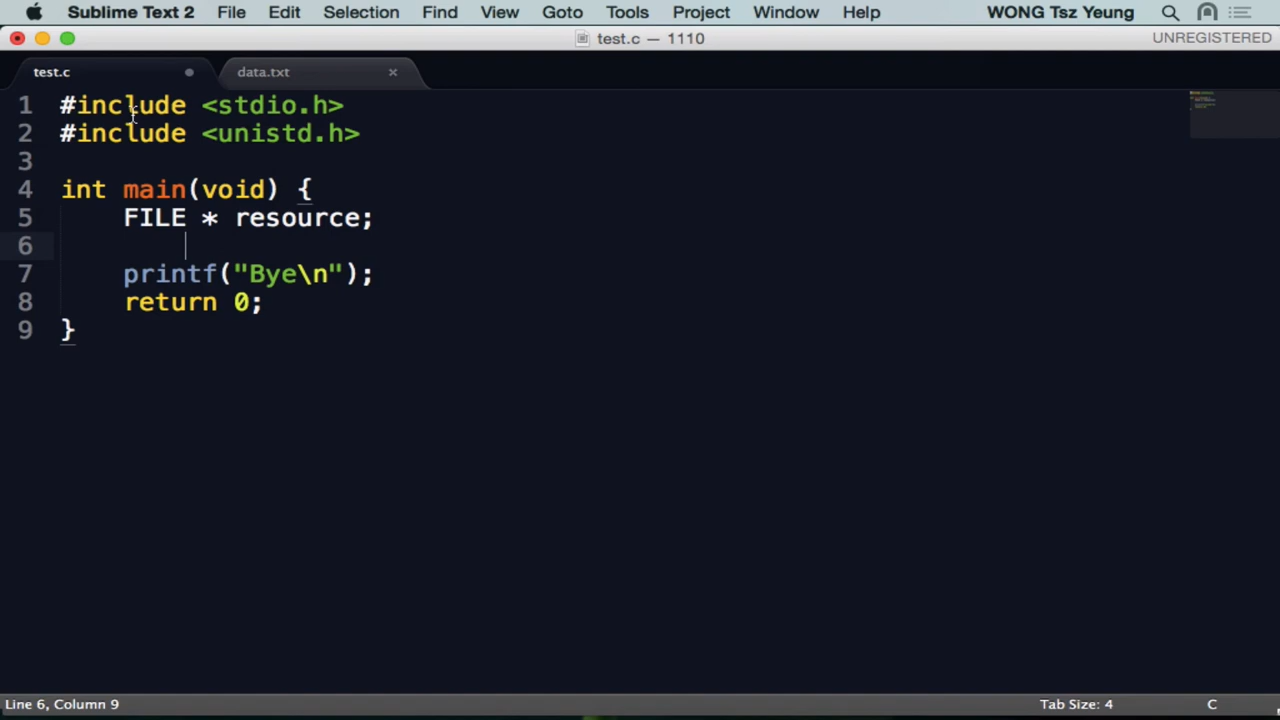 Sublime Text 2 File Edit Selection Find View Goto Tools Project Window Help WONG Tsz Yeung
test.c — 1110 UNREGISTERED
test.c data.txt
1 #include <stdio.h>
2 #include <unistd.h>
3
4 int main(void) {
5 FILE * resource;
6
7 printf("Bye\n");
8 return 0;
9 }
Line 6, Column 9 Tab Size: 4 C